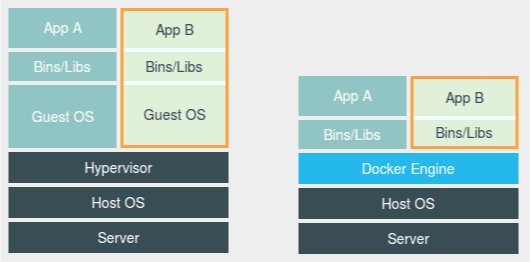 App A
App B
Bins/Libs
Bins/Libs
Guest OS
Guest OS
Hypervisor
Host OS
Server
App A
App B
Bins/Libs
Bins/Libs
Docker Engine
Host OS
Server